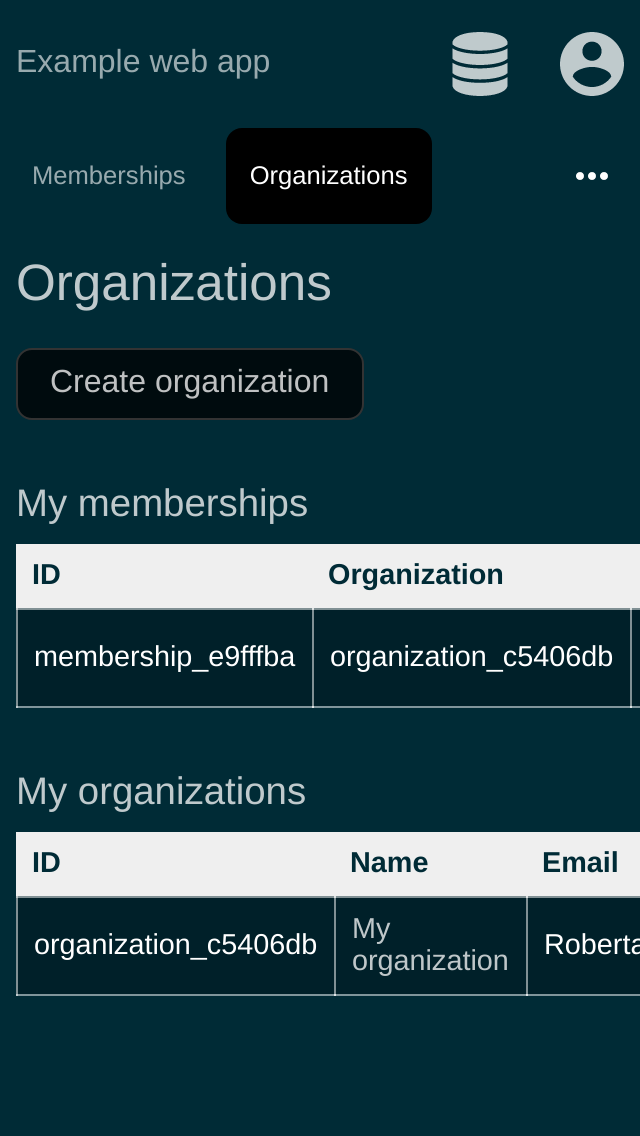 Example web app
Memberships Organizations
Organizations
Create organization
My memberships
ID Organization
membership_e9fffba organization_c5406db
My organizations
ID Name Email
organization_c5406db My organization Roberta